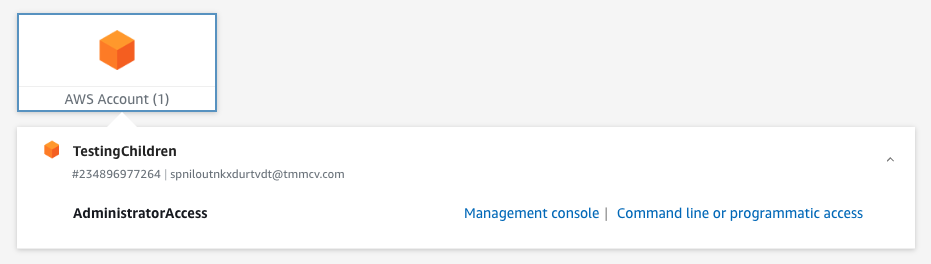 AWS Account (1)
TestingChildren
#234896977264 | spniloutnkxdurtvdt@tmmcv.com
AdministratorAccess
Management console | Command line or programmatic access